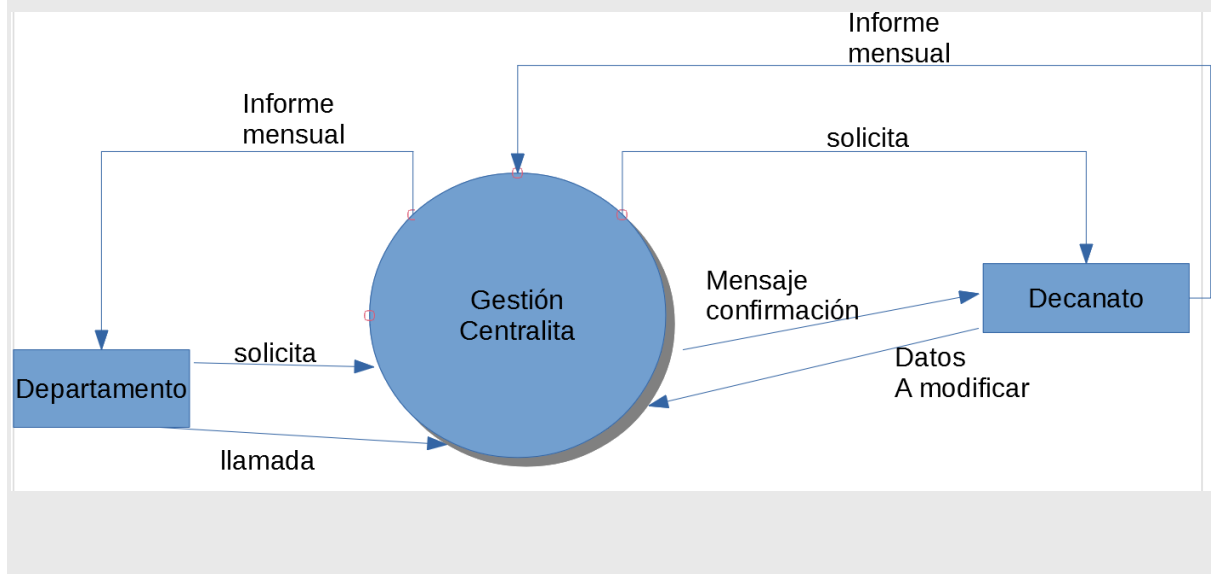 Informe
mensual
Informe
mensual
solicita
Mensaje
confirmación
Gestión
Centralita
Decanato
solicita
Datos
A modificar
Departamento
llamada